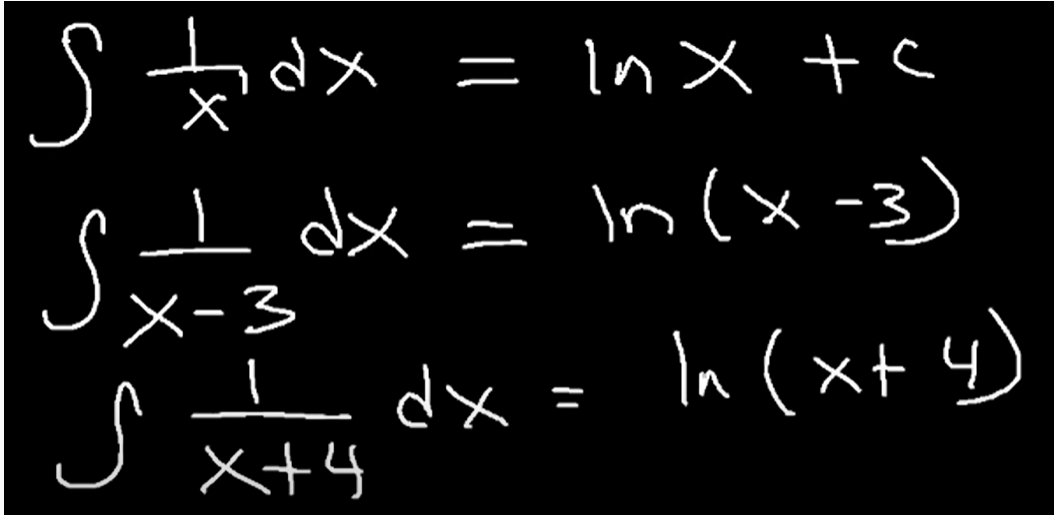 ∫ 1/x dx = ln x + c
∫ 1/(x-3) dx = ln(x-3)
∫ 1/(x+4) dx = ln(x+4)